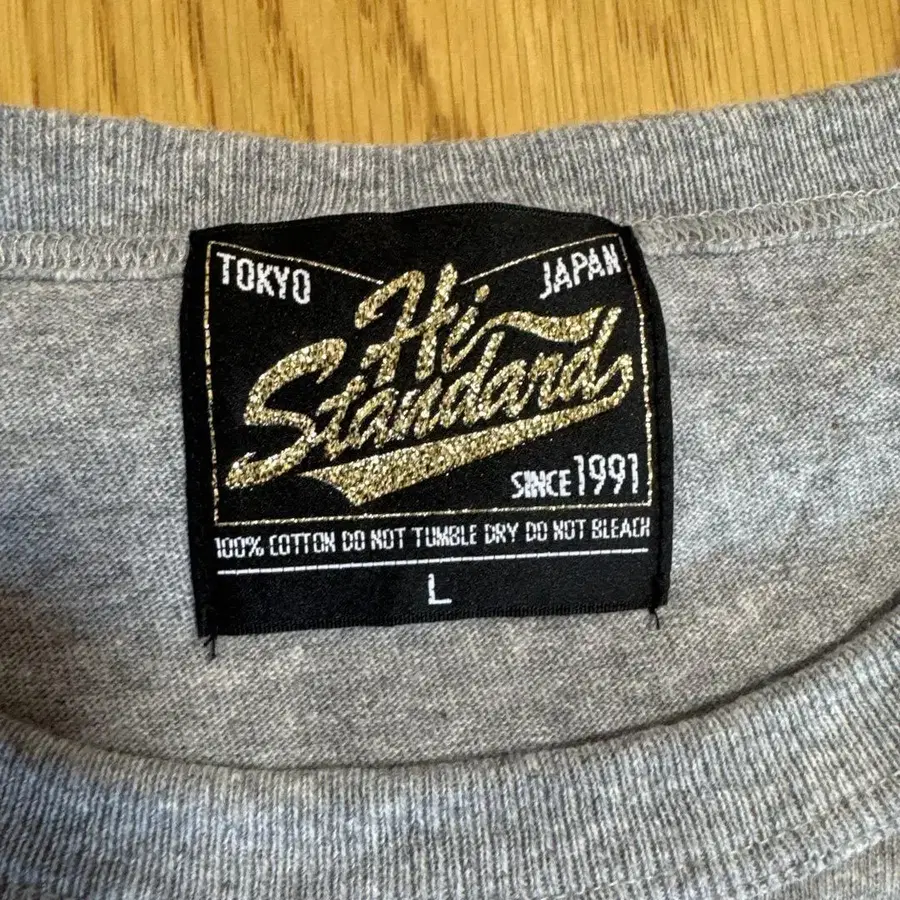 TOKYO
JAPAN
Hi
Standard
SINCE 1991
100% COTTON DO NOT TUMBLE DRY DO NOT BLEACH
L